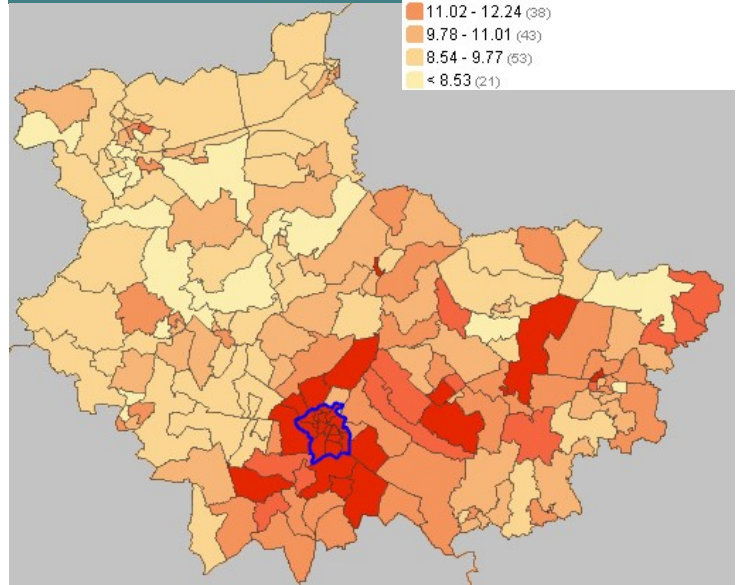 11.02 - 12.24 (38)
9.78 - 11.01 (43)
8.54 - 9.77 (53)
< 8.53 (21)